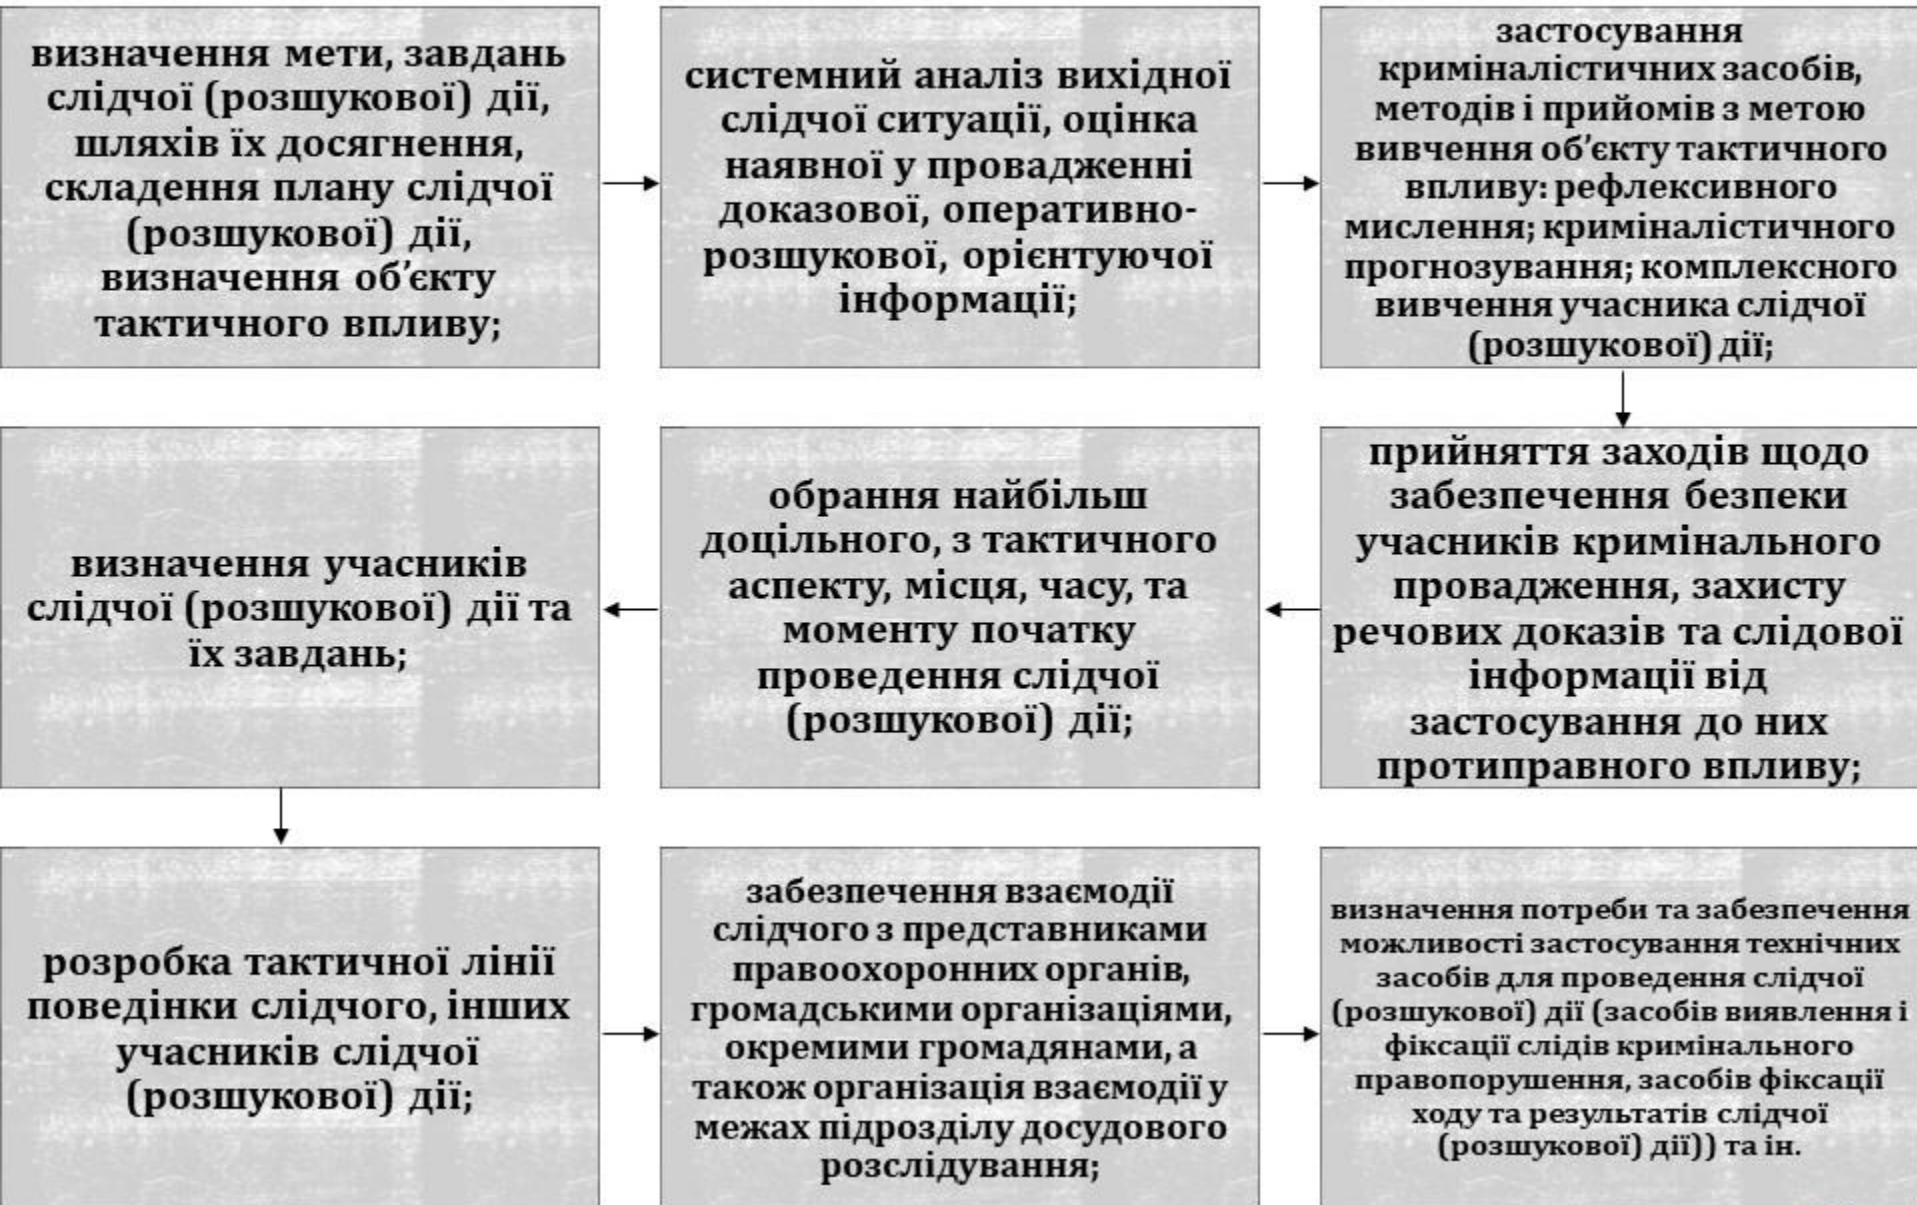 визначення мети, завдань
слідчої (розшукової) дії,
шляхів їх досягнення,
складення плану слідчої
(розшукової) дії,
визначення об’єкту
тактичного впливу;
системний аналіз вихідної
слідчої ситуації, оцінка
наявної у провадженні
доказової, оперативно-
розшукової, орієнтуючої
інформації;
застосування
криміналістичних засобів,
методів і прийомів з метою
вивчення об’єкту тактичного
впливу: рефлексивного
мислення; криміналістичного
прогнозування; комплексного
вивчення учасника слідчої
(розшукової) дії;
прийняття заходів щодо
забезпечення безпеки
учасників кримінального
провадження, захисту
речових доказів та слідової
інформації від
застосування до них
протиправного впливу;
обрання найбільш
доцільного, з тактичного
аспекту, місця, часу, та
моменту початку
проведення слідчої
(розшукової) дії;
визначення учасників
слідчої (розшукової) дії та
їх завдань;
розробка тактичної лінії
поведінки слідчого, інших
учасників слідчої
(розшукової) дії;
забезпечення взаємодії
слідчого з представниками
правоохоронних органів,
громадськими організаціями,
окремими громадянами, а
також організація взаємодії у
межах підрозділу досудового
розслідування;
визначення потреби та забезпечення
можливості застосування технічних
засобів для проведення слідчої
(розшукової) дії (засобів виявлення і
фіксації слідів кримінального
правопорушення, засобів фіксації
ходу та результатів слідчої
(розшукової) дії)) та ін.